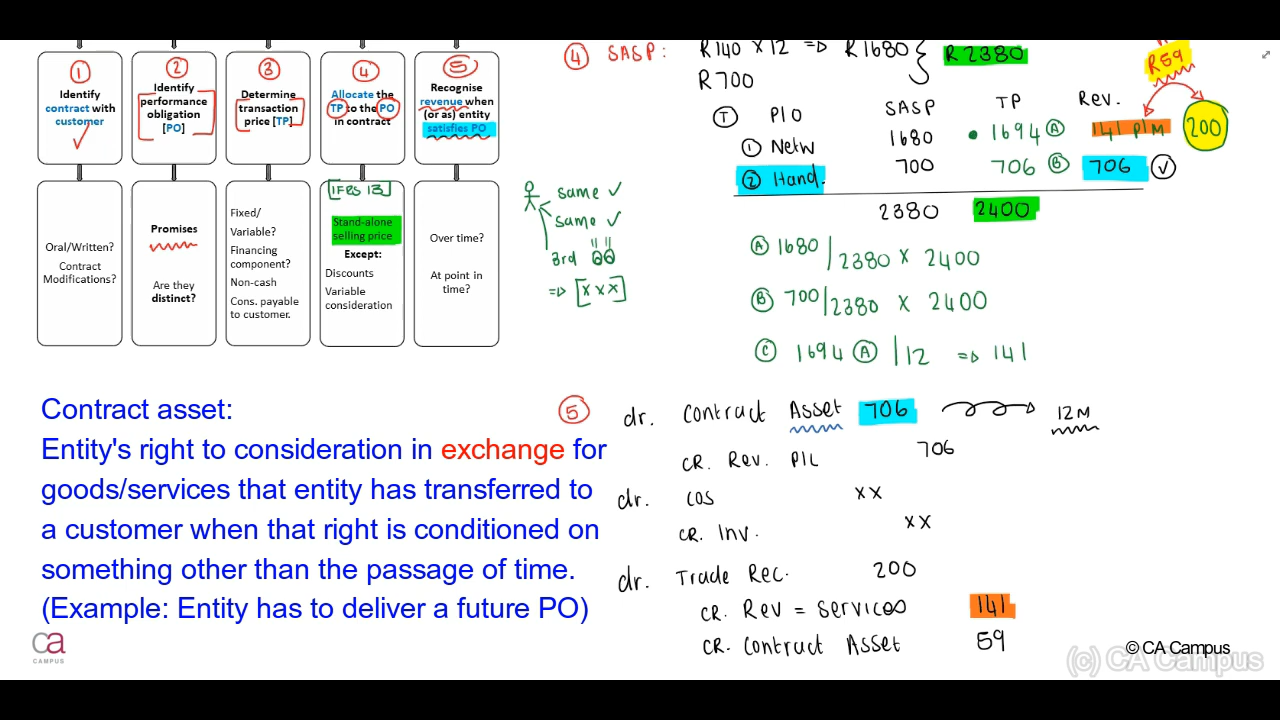 1
Identify
contract with
customer
2
Identify
performance
obligation
[PO]
3
Determine
transaction
price [TP]
4
Allocate the
TP to the PO
in contract
5
Recognise
revenue when
(or as) entity
satisfies PO
Oral/Written?
Contract
Modifications?
Promises
Are they
distinct?
Fixed/
Variable?
Financing
component?
Non-cash
Cons. payable
to customer.
[IFRS 13]
Stand-alone
selling price
Except:
Discounts
Variable
consideration
Over time?
At point in
time?
same ✓
same ✓
3rd
=> [x x x]
4 SASP: R140 x 12 => R1680 } R2380
R700
R59
T P/O SASP TP Rev.
1 Netw 1680 • 1694 A 141 P/M 200
2 Hand. 700 706 B 706 ✓
2380 2400
A 1680/2380 x 2400
B 700/2380 x 2400
C 1694 A /12 => 141
5 dr. Contract Asset 706 12M
CR. Rev. P/L 706
dr. COS xx
CR. Inv. xx
dr. Trade Rec. 200
CR. Rev = Services 141
CR. Contract Asset 59
Contract asset:
Entity's right to consideration in exchange for
goods/services that entity has transferred to
a customer when that right is conditioned on
something other than the passage of time.
(Example: Entity has to deliver a future PO)
ca
CAMPUS
© CA Campus
(c) CA Campus